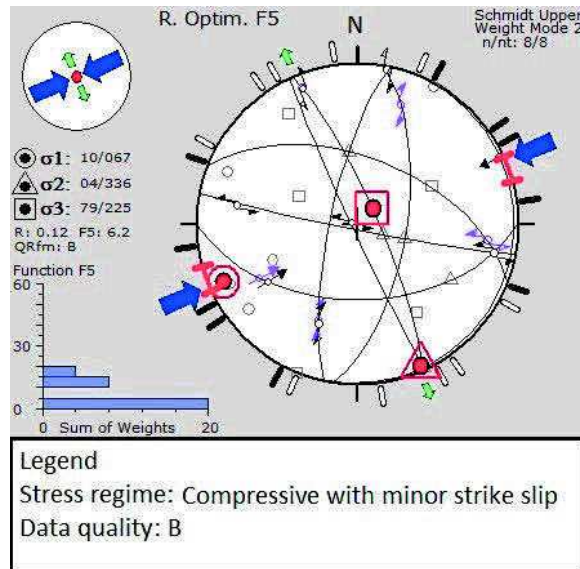 R. Optim. F5
N
Schmidt Upper
Weight Mode 2
n/nt: 8/8
σ1: 10/067
σ2: 04/336
σ3: 79/225
R: 0.12 F5: 6.2
QRfm: B
Function F5
60
30
0
Sum of Weights 20
Legend
Stress regime: Compressive with minor strike slip
Data quality: B